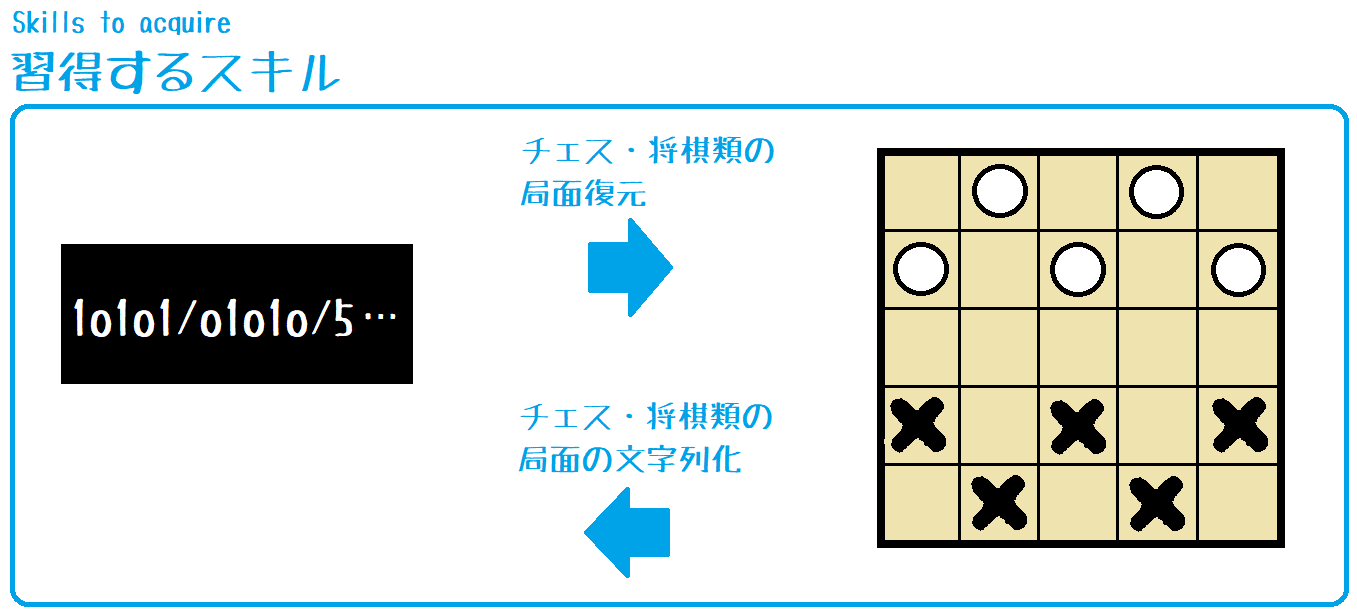 Skills to acquire
習得するスキル
チェス・将棋類の
局面復元
1o1o1/o1o1o/5…
チェス・将棋類の
局面の文字列化